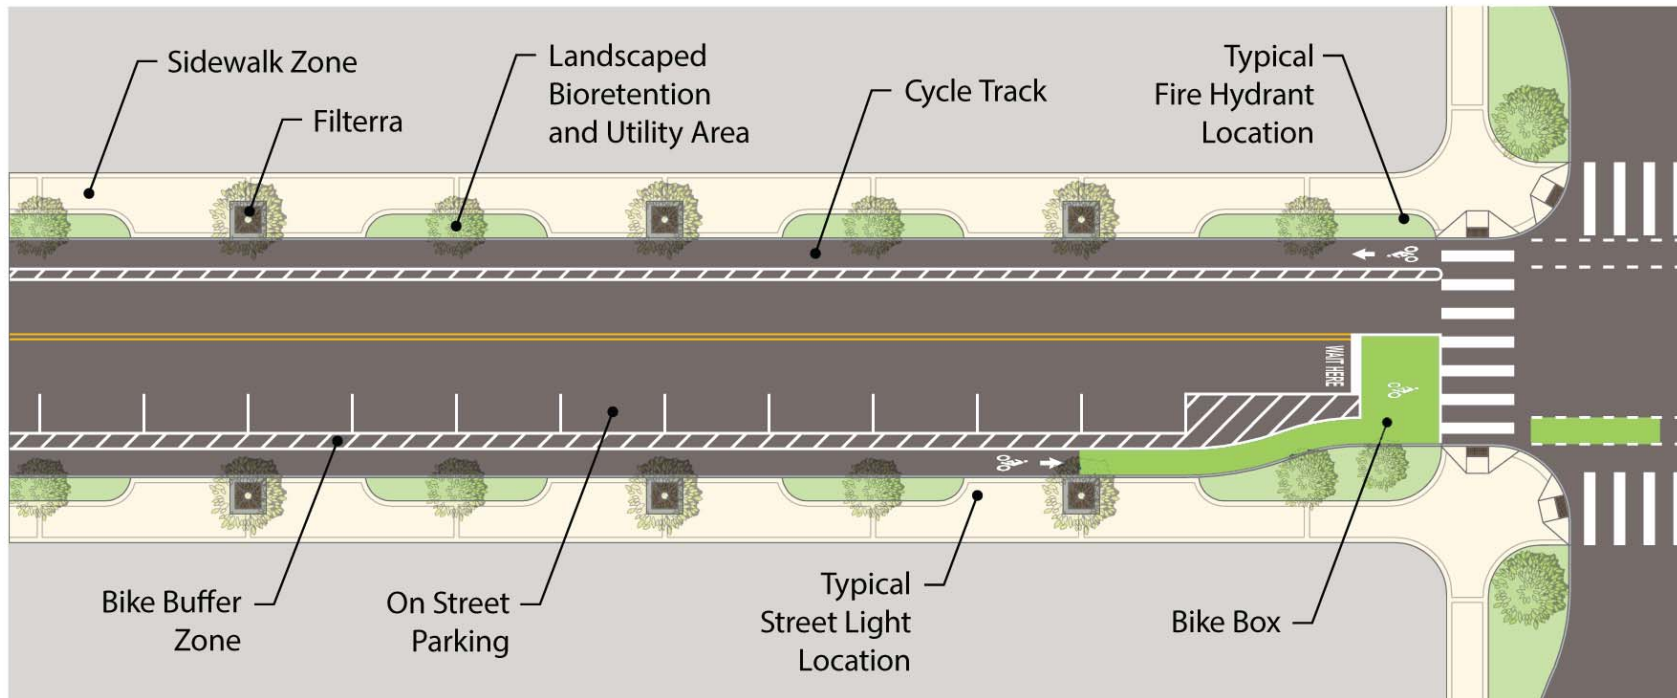 Sidewalk Zone
Filterra
Landscaped
Bioretention
and Utility Area
Cycle Track
Typical
Fire Hydrant
Location
WAIT HERE
Bike Buffer
Zone
On Street
Parking
Typical
Street Light
Location
Bike Box